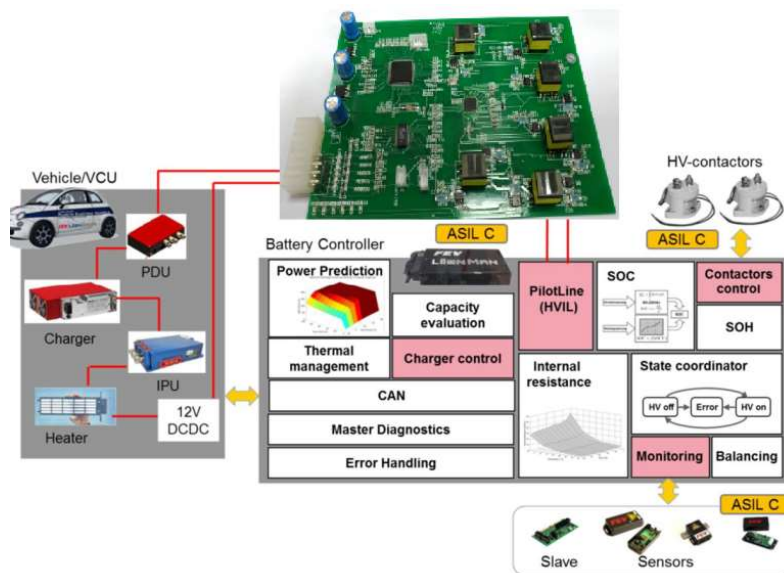 Vehicle/VCU
PDU
Charger
IPU
Heater
12V
DCDC
HV-contactors
ASIL C
ASIL C
Battery Controller
FEV
Power Prediction
Capacity
evaluation
Thermal
management
Charger control
CAN
Master Diagnostics
Error Handling
PilotLine
(HVIL)
SOC
Contactors
control
SOH
Internal
resistance
State coordinator
HV off
Error
HV on
Monitoring
Balancing
ASIL C
Slave
Sensors